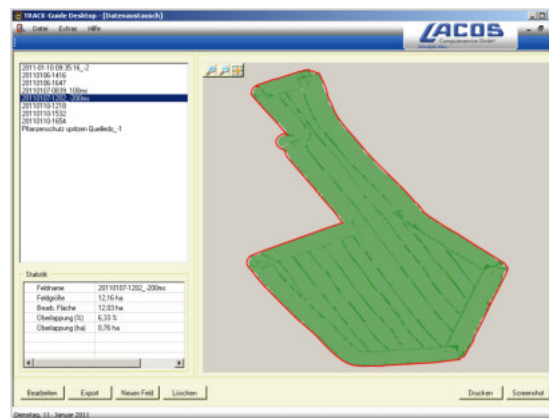 TRACK-Guide Desktop - [Datenaustausch]
Datei Extras Hilfe
LACOS
Computerservice GmbH
2011-01-10 09:35:16_-2
20110106-1416
20110106-1647
20110107-0839_100ms
20110107-1202_-200ms
20110110-1218
20110110-1532
20110110-1654
Pflanzenschutz spritzen Quelleds_-1
Statistik
Feldname 20110107-1202_-200ms
Feldgröße 12,16 ha
Bearb. Fläche 12,03 ha
Überlappung (%) 6,33 %
Überlappung (ha) 0,76 ha
Bearbeiten Export Neues Feld Löschen Drucken Screenshot
Dienstag, 11. Januar 2011